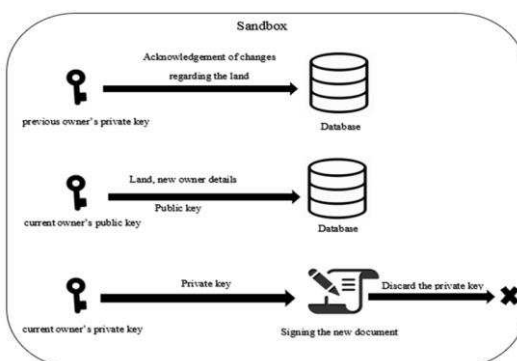 Sandbox
Acknowledgement of changes
regarding the land
previous owner's private key
Database
Land, new owner details
Public key
current owner's public key
Database
Private key
Discard the private key
current owner's private key
Signing the new document